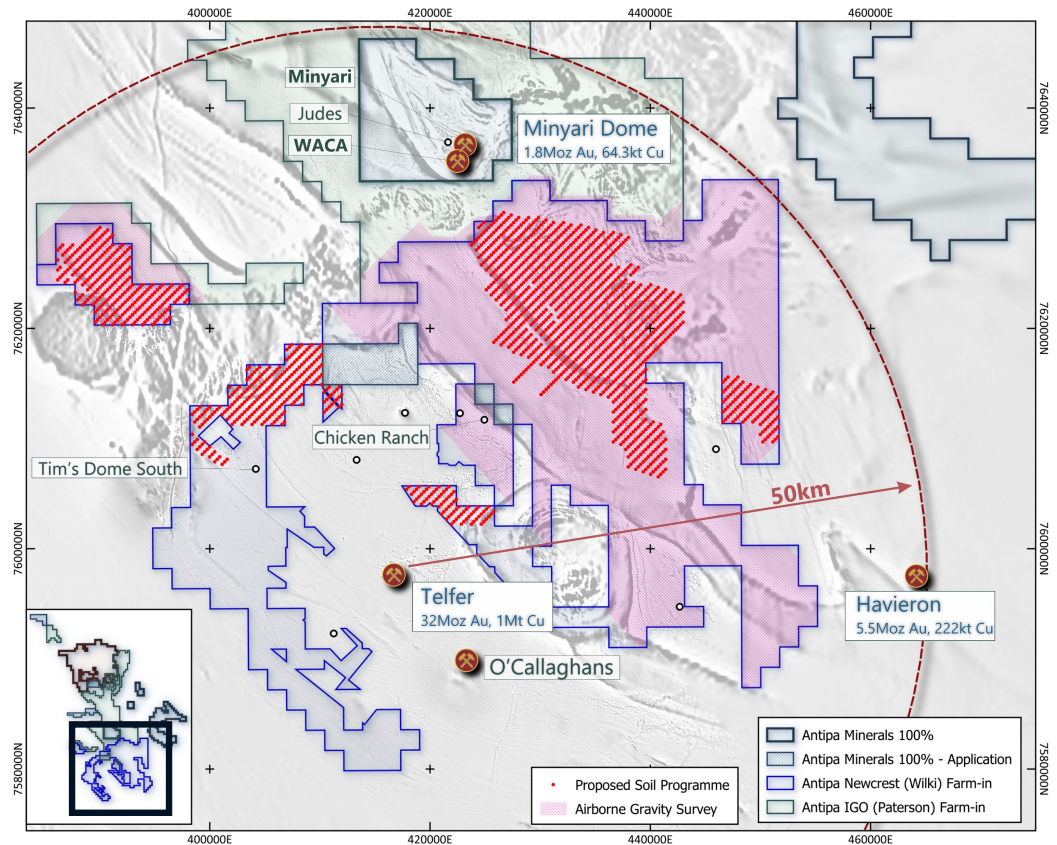 400000E
420000E
440000E
460000E
7640000N
7640000N
Minyari
Judes
WACA
Minyari Dome
1.8Moz Au, 64.3kt Cu
7620000N
7620000N
Chicken Ranch
Tim's Dome South
50km
7600000N
7600000N
Telfer
32Moz Au, 1Mt Cu
Havieron
5.5Moz Au, 222kt Cu
O'Callaghans
7580000N
7580000N
Proposed Soil Programme
Airborne Gravity Survey
Antipa Minerals 100%
Antipa Minerals 100% - Application
Antipa Newcrest (Wilki) Farm-in
Antipa IGO (Paterson) Farm-in
400000E
420000E
440000E
460000E